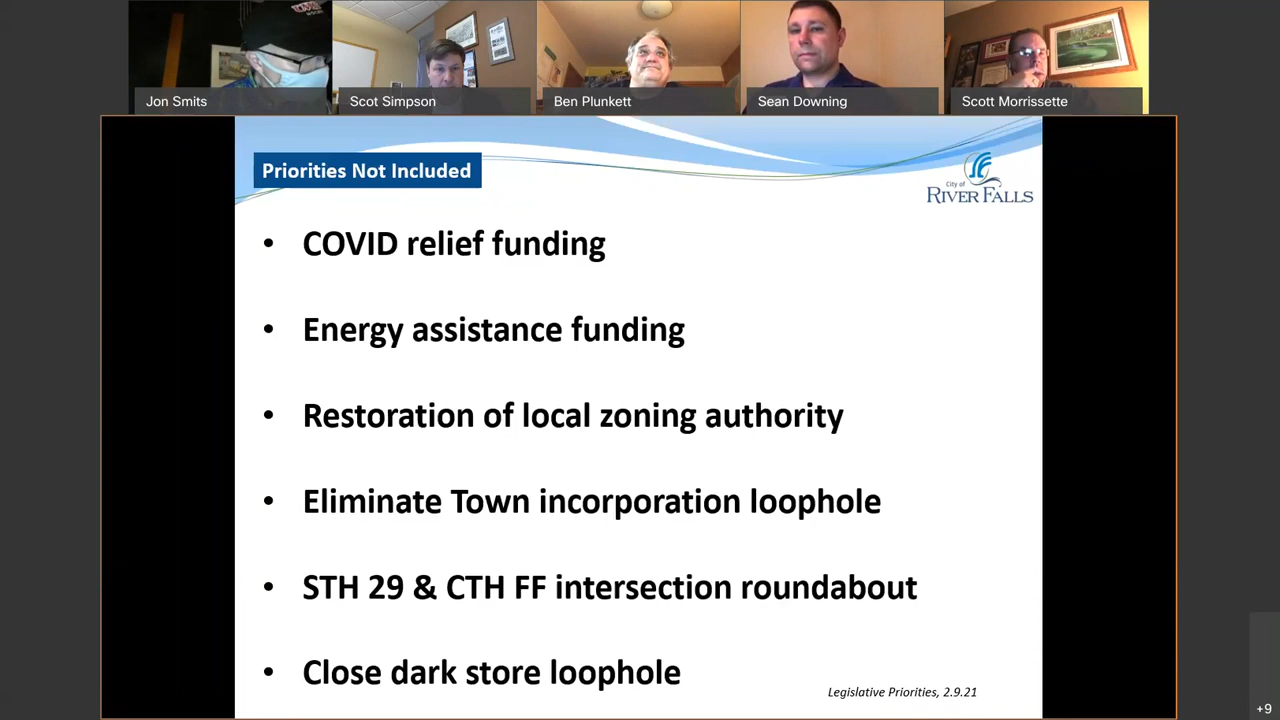 Jon Smits
Scot Simpson
Ben Plunkett
Sean Downing
Scott Morrissette
Priorities Not Included
City of
RIVER FALLS
• COVID relief funding
• Energy assistance funding
• Restoration of local zoning authority
• Eliminate Town incorporation loophole
• STH 29 & CTH FF intersection roundabout
• Close dark store loophole
Legislative Priorities, 2.9.21
+9